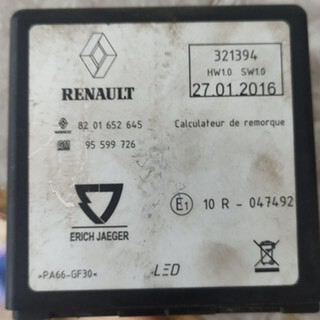 321394
HW1.0 SW1.0
27.01.2016
RENAULT
82 01 652 645
Calculateur de remorque
GM 95 599 726
E1 10 R - 047492
ERICH JAEGER
>PA66-GF30<
LED